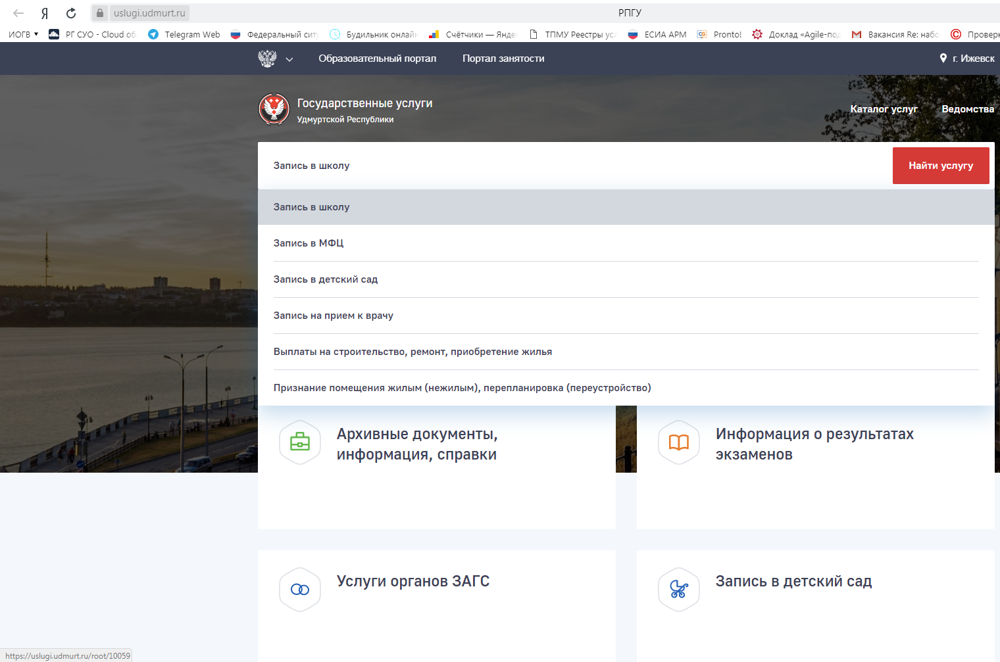 uslugi.udmurt.ru
РПГУ
ИОГВ
РГ СУО - Cloud об
Telegram Web
Федеральный ситу
Будильник онлайн
Счётчики — Янде
ТПМУ Реестры усл
ЕСИА АРМ
Pronto!
Доклад «Agile-под
Вакансия Re: набо
Проверк
Образовательный портал
Портал занятости
г. Ижевск
Государственные услуги
Удмуртской Республики
Каталог услуг
Ведомства
Запись в школу
Найти услугу
Запись в школу
Запись в МФЦ
Запись в детский сад
Запись на прием к врачу
Выплаты на строительство, ремонт, приобретение жилья
Признание помещения жилым (нежилым), перепланировка (переустройство)
Архивные документы,
информация, справки
Информация о результатах
экзаменов
Услуги органов ЗАГС
Запись в детский сад
https://uslugi.udmurt.ru/root/10059